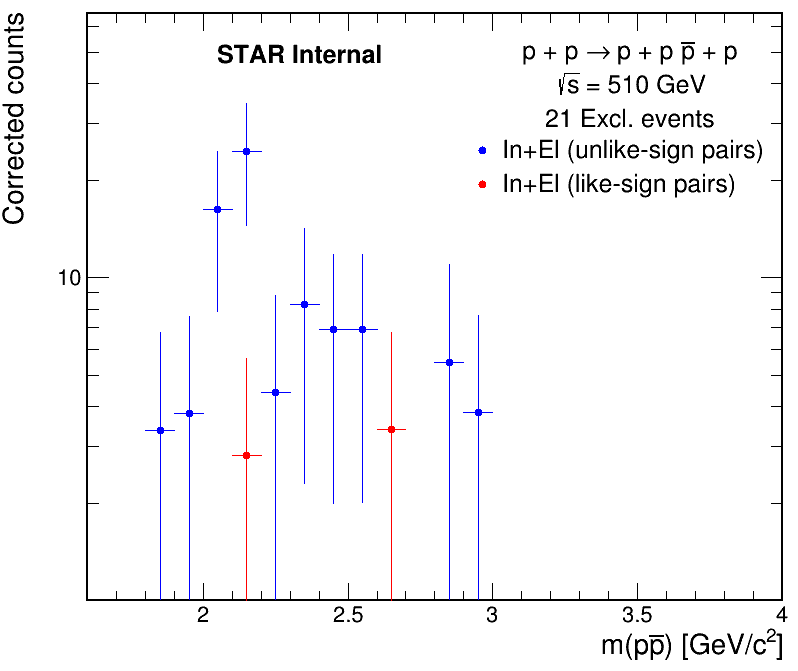 Corrected counts
STAR Internal
p + p → p + p p̅ + p
√s = 510 GeV
21 Excl. events
In+El (unlike-sign pairs)
In+El (like-sign pairs)
10
2 2.5 3 3.5 4
m(pp̅) [GeV/c²]